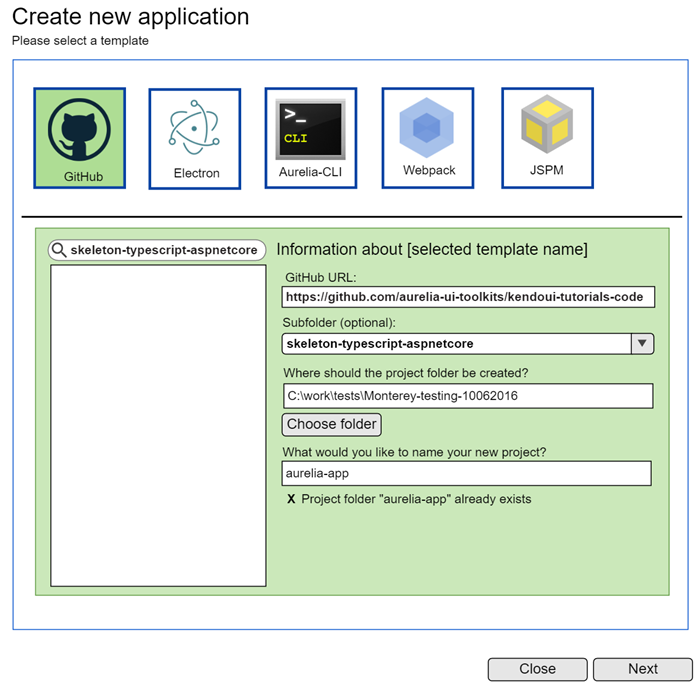 Create new application
Please select a template
GitHub
Electron
>_
CLI
Aurelia-CLI
Webpack
JSPM
skeleton-typescript-aspnetcore
Information about [selected template name]
GitHub URL:
https://github.com/aurelia-ui-toolkits/kendoui-tutorials-code
Subfolder (optional):
skeleton-typescript-aspnetcore
Where should the project folder be created?
C:\work\tests\Monterey-testing-10062016
Choose folder
What would you like to name your new project?
aurelia-app
X Project folder "aurelia-app" already exists
Close
Next